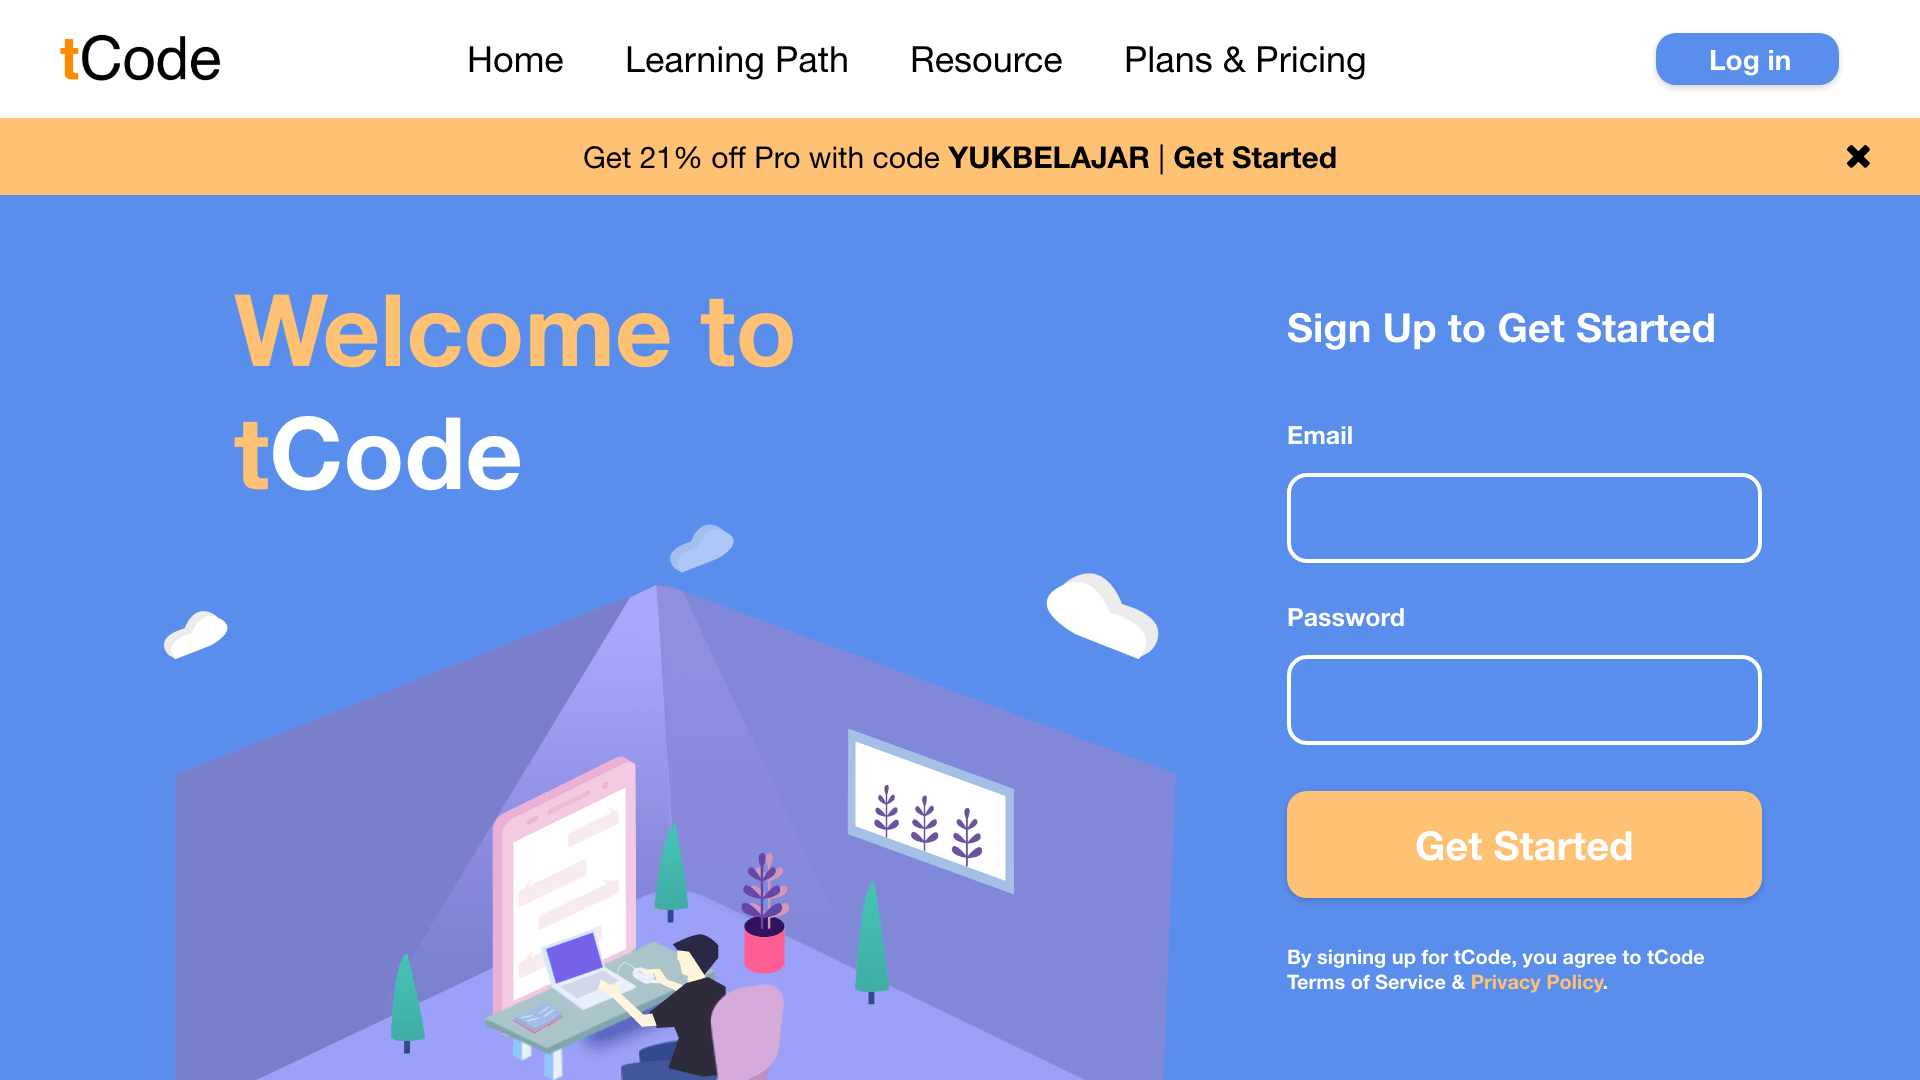 tCode
Home Learning Path Resource Plans & Pricing
Log in
Get 21% off Pro with code YUKBELAJAR | Get Started
Welcome to
tCode
Sign Up to Get Started
Email
Password
Get Started
By signing up for tCode, you agree to tCode
Terms of Service & Privacy Policy.